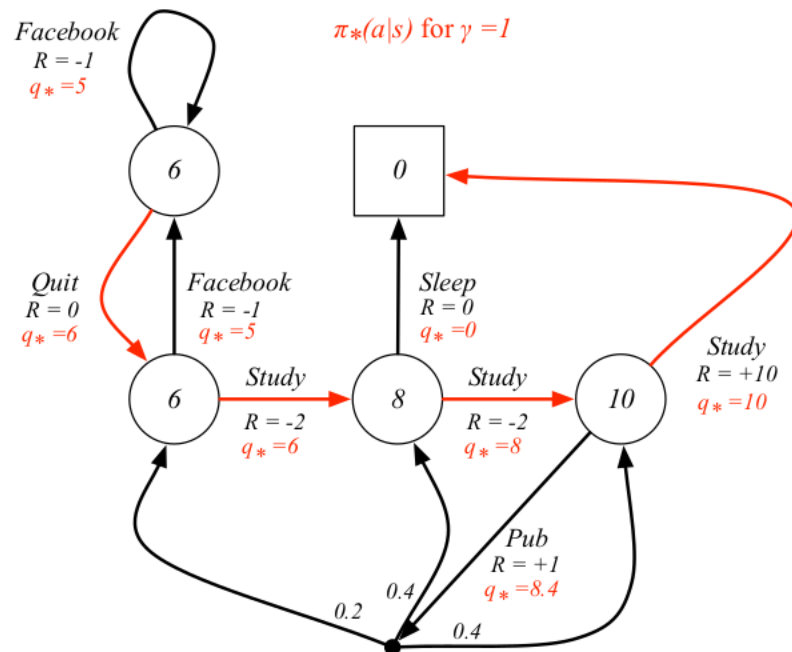 Facebook
R = -1
q* =5
π*(a|s) for γ =1
6
0
Quit
R = 0
q* =6
Facebook
R = -1
q* =5
Sleep
R = 0
q* =0
Study
R = +10
q* =10
6
Study
R = -2
q* =6
8
Study
R = -2
q* =8
10
Pub
R = +1
q* =8.4
0.2
0.4
0.4